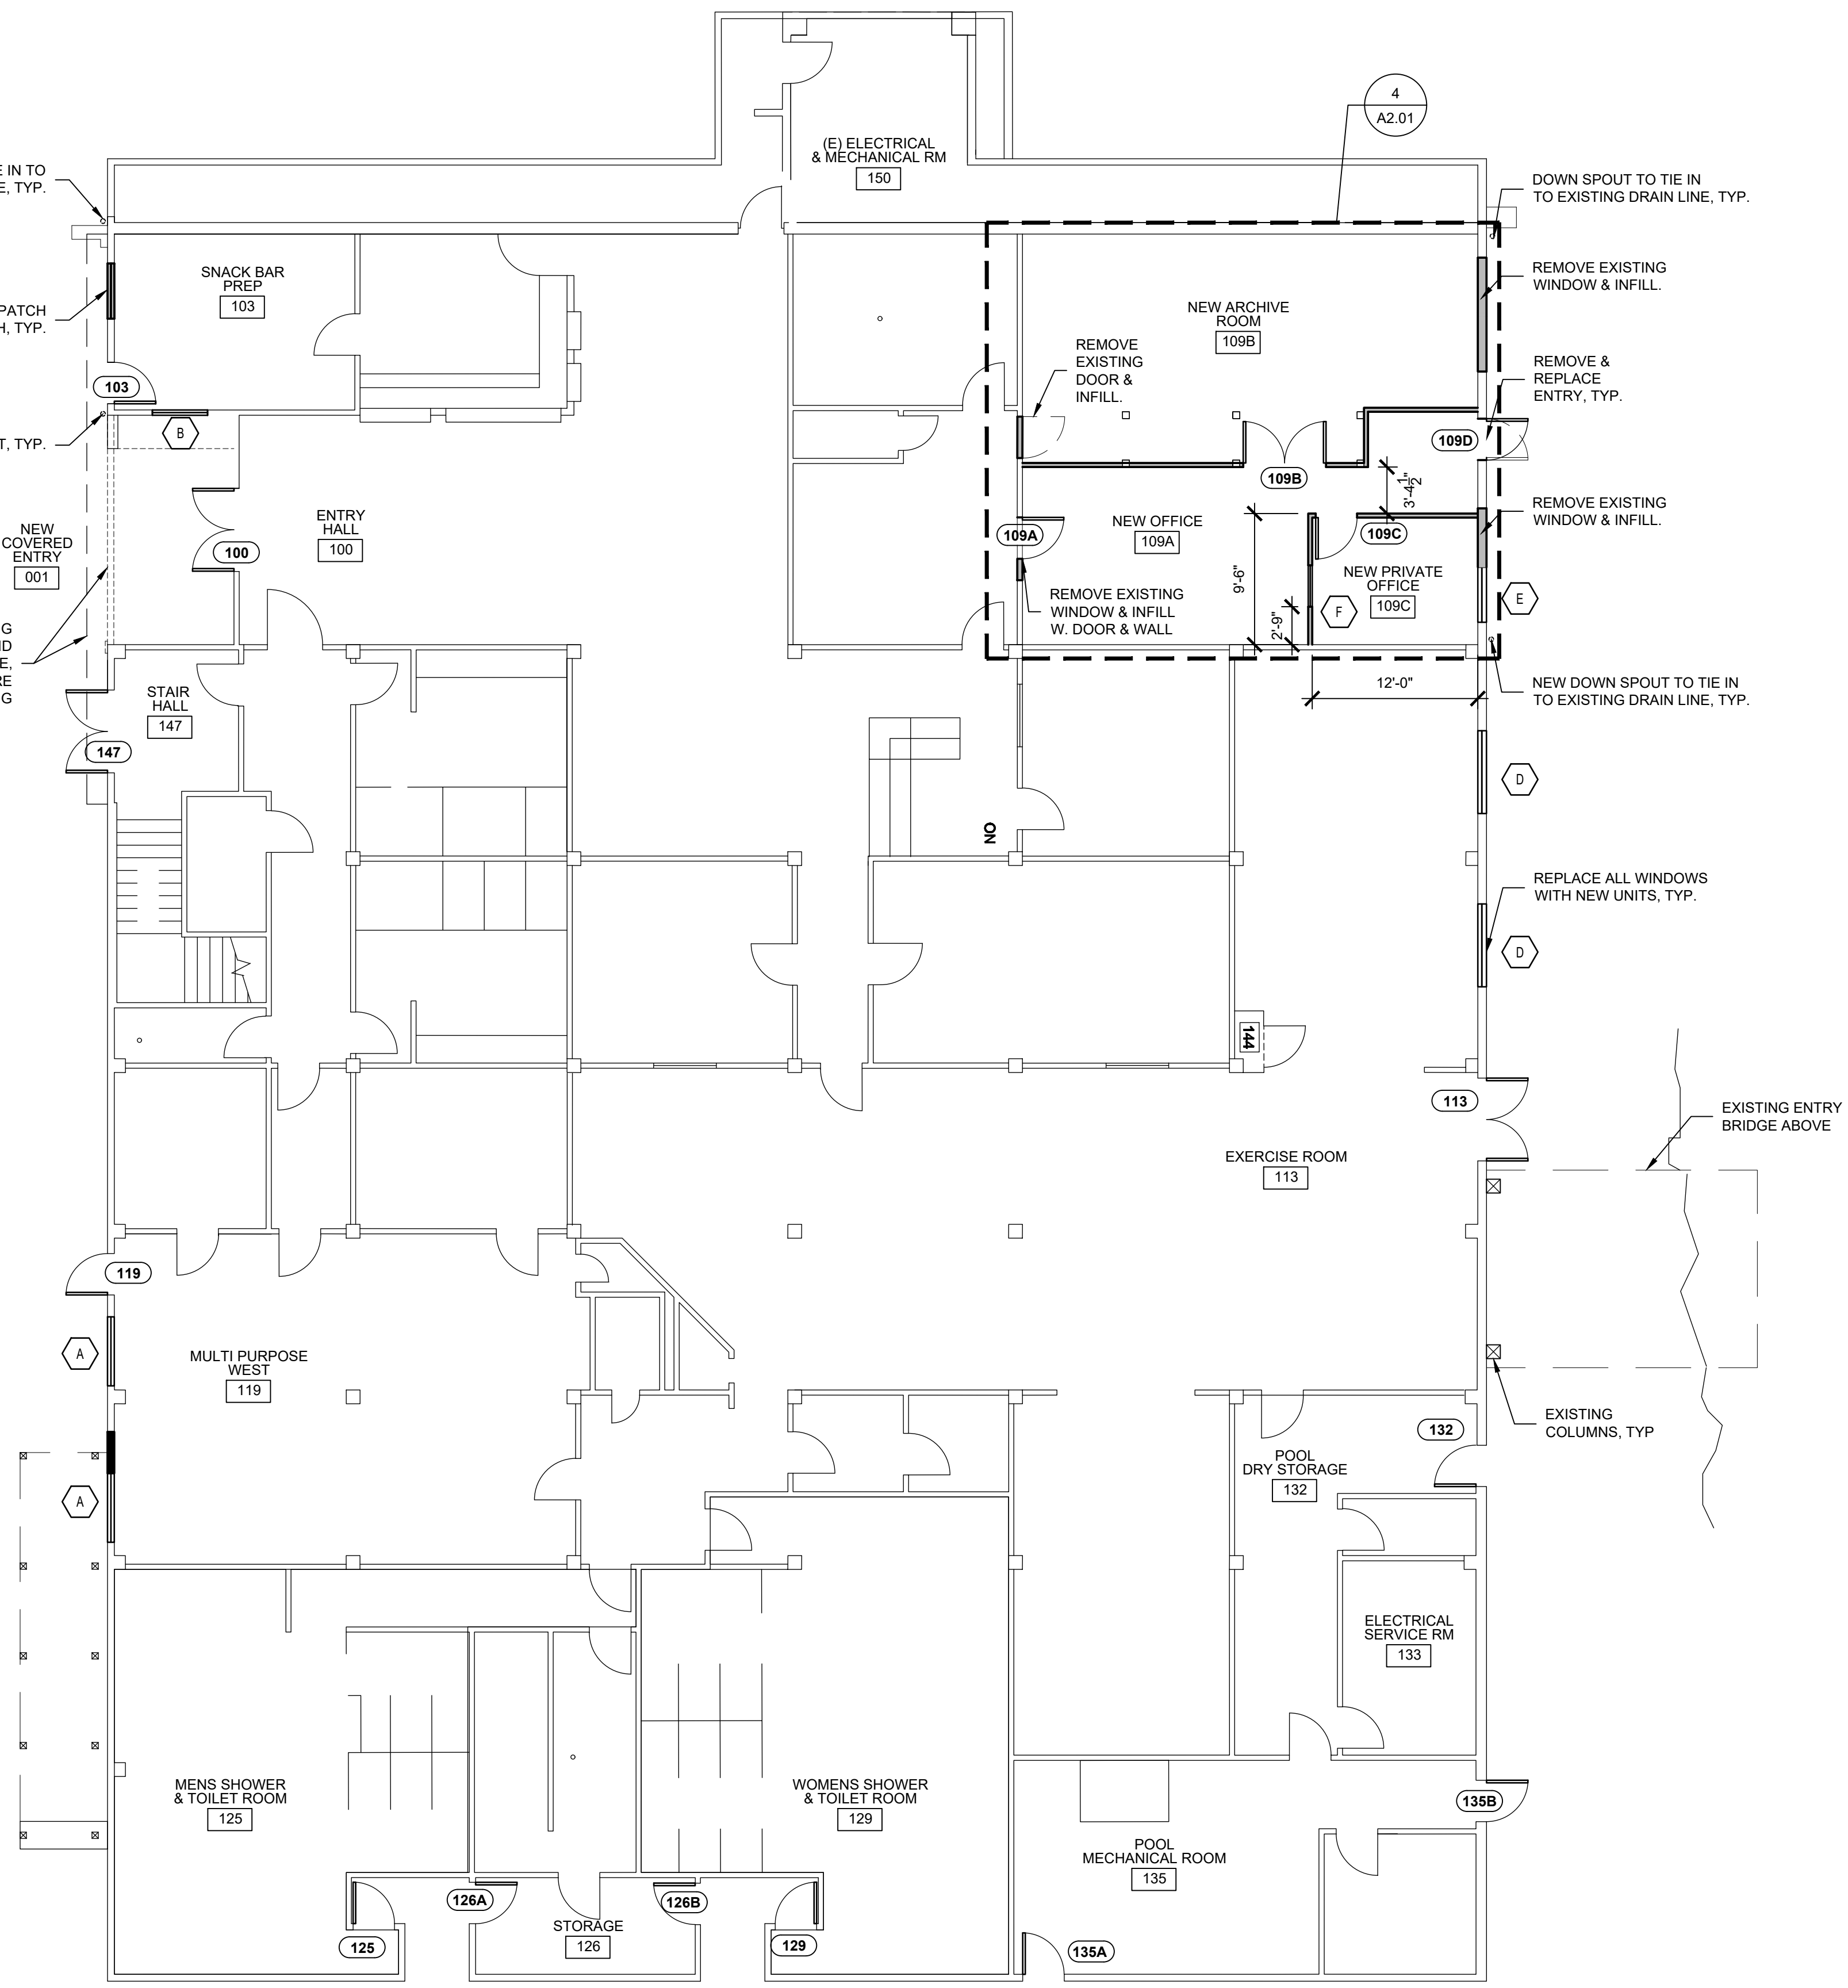 4
A2.01
(E) ELECTRICAL
& MECHANICAL RM
150
E IN TO
E, TYP.
DOWN SPOUT TO TIE IN
TO EXISTING DRAIN LINE, TYP.
SNACK BAR
PREP
103
REMOVE EXISTING
WINDOW & INFILL.
PATCH
H, TYP.
NEW ARCHIVE
ROOM
109B
REMOVE
EXISTING
DOOR &
INFILL.
REMOVE &
REPLACE
ENTRY, TYP.
103
B
T, TYP.
109D
109B
3'-4 1/2"
REMOVE EXISTING
WINDOW & INFILL.
NEW
COVERED
ENTRY
001
ENTRY
HALL
100
100
109A
NEW OFFICE
109A
109C
9'-6"
NEW PRIVATE
OFFICE
109C
E
F
2'-9"
REMOVE EXISTING
WINDOW & INFILL
W. DOOR & WALL
G
ND
E,
RE
G
12'-0"
NEW DOWN SPOUT TO TIE IN
TO EXISTING DRAIN LINE, TYP.
STAIR
HALL
147
147
D
NO
REPLACE ALL WINDOWS
WITH NEW UNITS, TYP.
D
144
113
EXISTING ENTRY
BRIDGE ABOVE
EXERCISE ROOM
113
119
A
MULTI PURPOSE
WEST
119
EXISTING
COLUMNS, TYP
132
POOL
DRY STORAGE
132
A
ELECTRICAL
SERVICE RM
133
MENS SHOWER
& TOILET ROOM
125
WOMENS SHOWER
& TOILET ROOM
129
135B
POOL
MECHANICAL ROOM
135
126A
126B
STORAGE
126
125
129
135A